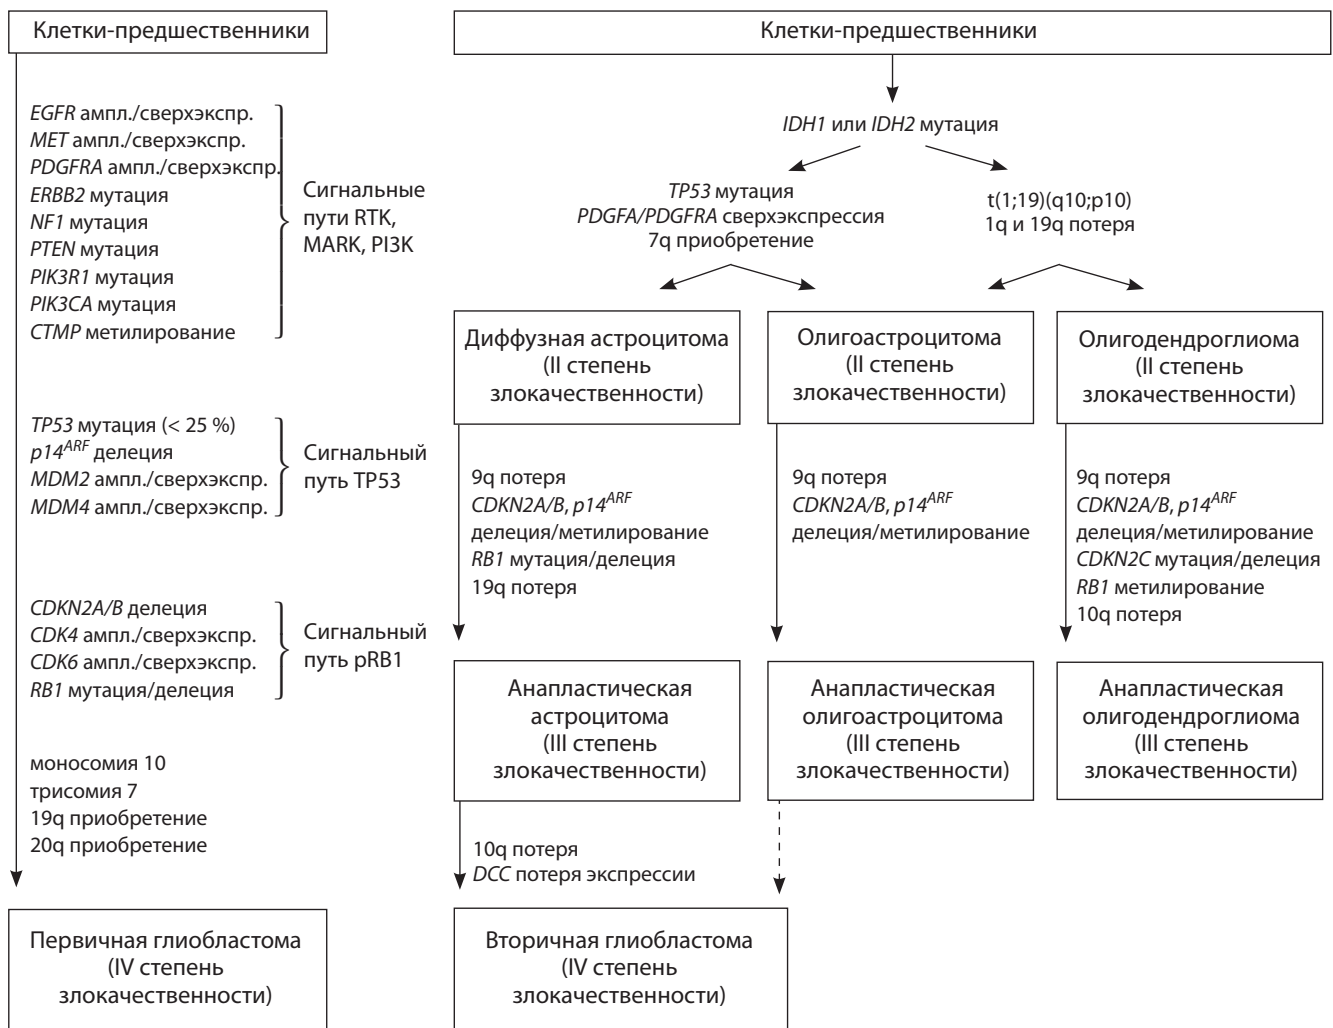 Клетки-предшественники
EGFR ампл./сверхэкспр.
MET ампл./сверхэкспр.
PDGFRA ампл./сверхэкспр.
ERBB2 мутация
NF1 мутация
PTEN мутация
PIK3R1 мутация
PIK3CA мутация
CTMP метилирование
Сигнальные
пути RTK,
MARK, PI3K
TP53 мутация (< 25 %)
p14ARF делеция
MDM2 ампл./сверхэкспр.
MDM4 ампл./сверхэкспр.
Сигнальный
путь TP53
CDKN2A/B делеция
CDK4 ампл./сверхэкспр.
CDK6 ампл./сверхэкспр.
RB1 мутация/делеция
Сигнальный
путь pRB1
моносомия 10
трисомия 7
19q приобретение
20q приобретение
Первичная глиобластома
(IV степень
злокачественности)
Клетки-предшественники
IDH1 или IDH2 мутация
TP53 мутация
PDGFA/PDGFRA сверхэкспрессия
7q приобретение
t(1;19)(q10;p10)
1q и 19q потеря
Диффузная астроцитома
(II степень
злокачественности)
Олигоастроцитома
(II степень
злокачественности)
Олигодендроглиома
(II степень
злокачественности)
9q потеря
CDKN2A/B, p14ARF
делеция/метилирование
RB1 мутация/делеция
19q потеря
9q потеря
CDKN2A/B, p14ARF
делеция/метилирование
9q потеря
CDKN2A/B, p14ARF
делеция/метилирование
CDKN2C мутация/делеция
RB1 метилирование
10q потеря
Анапластическая
астроцитома
(III степень
злокачественности)
Анапластическая
олигоастроцитома
(III степень
злокачественности)
Анапластическая
олигодендроглиома
(III степень
злокачественности)
10q потеря
DCC потеря экспрессии
Вторичная глиобластома
(IV степень
злокачественности)